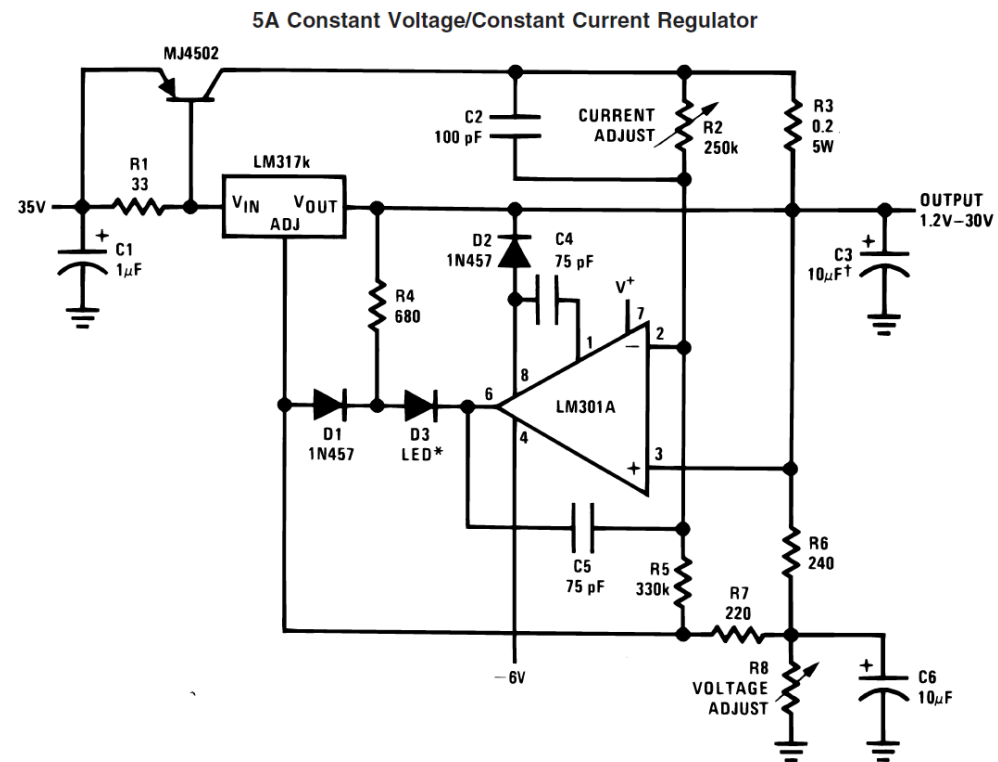 5A Constant Voltage/Constant Current Regulator
MJ4502
C2
100 pF
CURRENT
ADJUST
R2
250k
R3
0.2
5W
R1
33
LM317k
35V
VIN
VOUT
ADJ
OUTPUT
1.2V–30V
C1
1μF
+
D2
1N457
C4
75 pF
C3
10μF†
+
R4
680
V+
7
1
2
−
8
6
LM301A
4
3
+
D1
1N457
D3
LED*
C5
75 pF
R5
330k
R6
240
R7
220
−6V
R8
VOLTAGE
ADJUST
+
C6
10μF